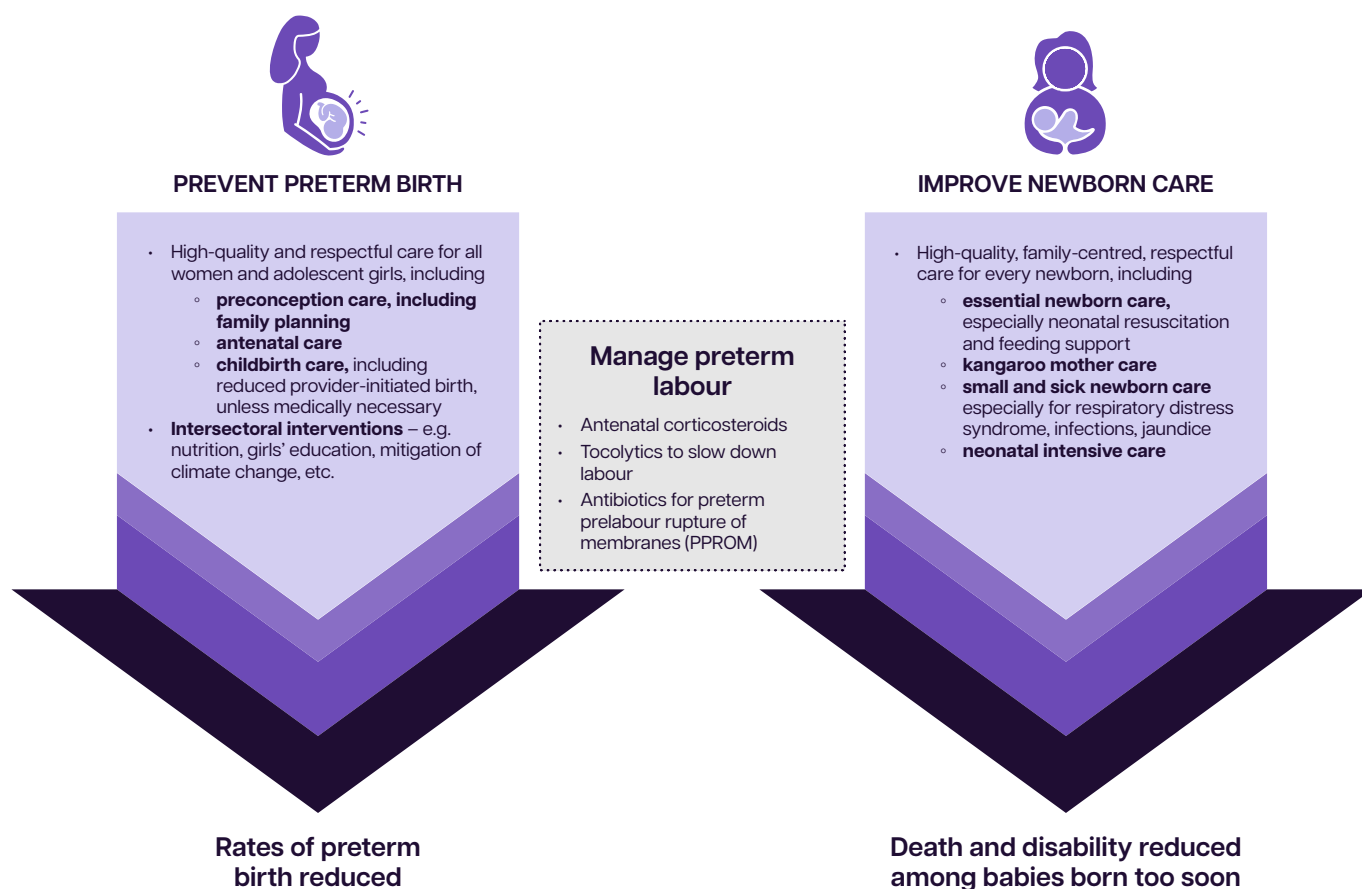 PREVENT PRETERM BIRTH
• High-quality and respectful care for all
women and adolescent girls, including
◦ preconception care, including
family planning
◦ antenatal care
◦ childbirth care, including
reduced provider-initiated birth,
unless medically necessary
• Intersectoral interventions – e.g.
nutrition, girls’ education, mitigation of
climate change, etc.
Rates of preterm
birth reduced
Manage preterm
labour
• Antenatal corticosteroids
• Tocolytics to slow down
labour
• Antibiotics for preterm
prelabour rupture of
membranes (PPROM)
IMPROVE NEWBORN CARE
• High-quality, family-centred, respectful
care for every newborn, including
◦ essential newborn care,
especially neonatal resuscitation
and feeding support
◦ kangaroo mother care
◦ small and sick newborn care
especially for respiratory distress
syndrome, infections, jaundice
◦ neonatal intensive care
Death and disability reduced
among babies born too soon